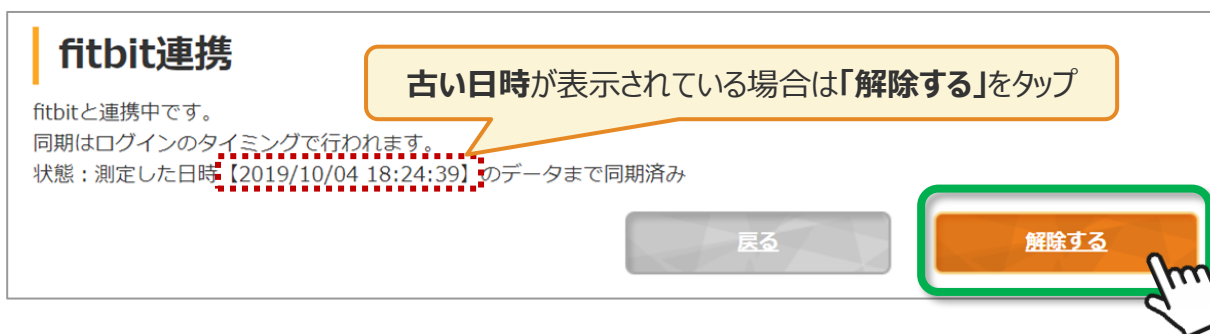 fitbit連携
古い日時が表示されている場合は「解除する」をタップ
fitbitと連携中です。
同期はログインのタイミングで行われます。
状態：測定した日時【2019/10/04 18:24:39】のデータまで同期済み
戻る
解除する